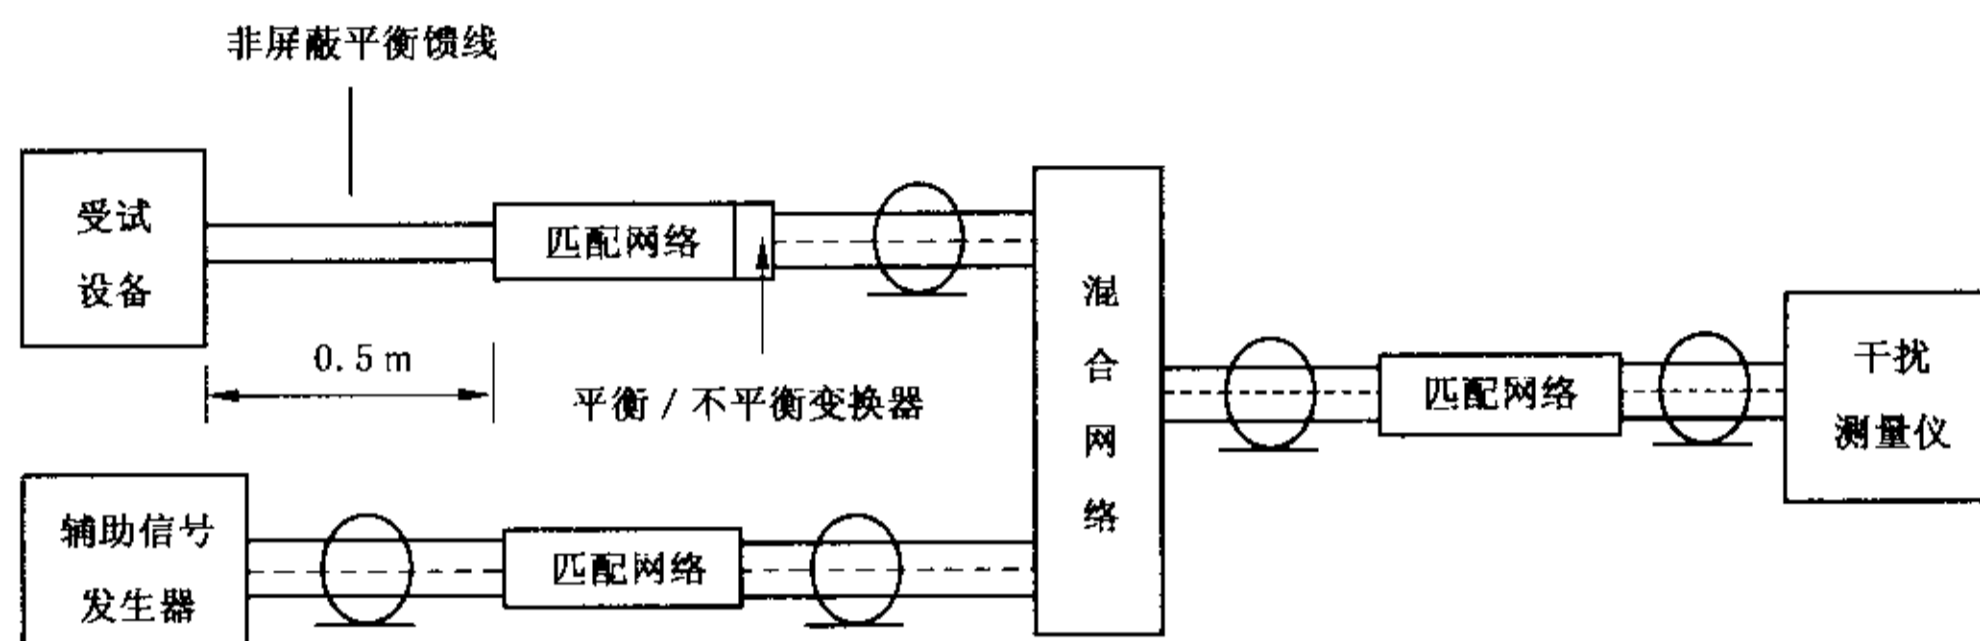 非屏蔽平衡馈线
受试
设备
匹配网络
0.5 m
平衡/不平衡变换器
混
合
网
络
匹配网络
干扰
测量仪
辅助信号
发生器
匹配网络